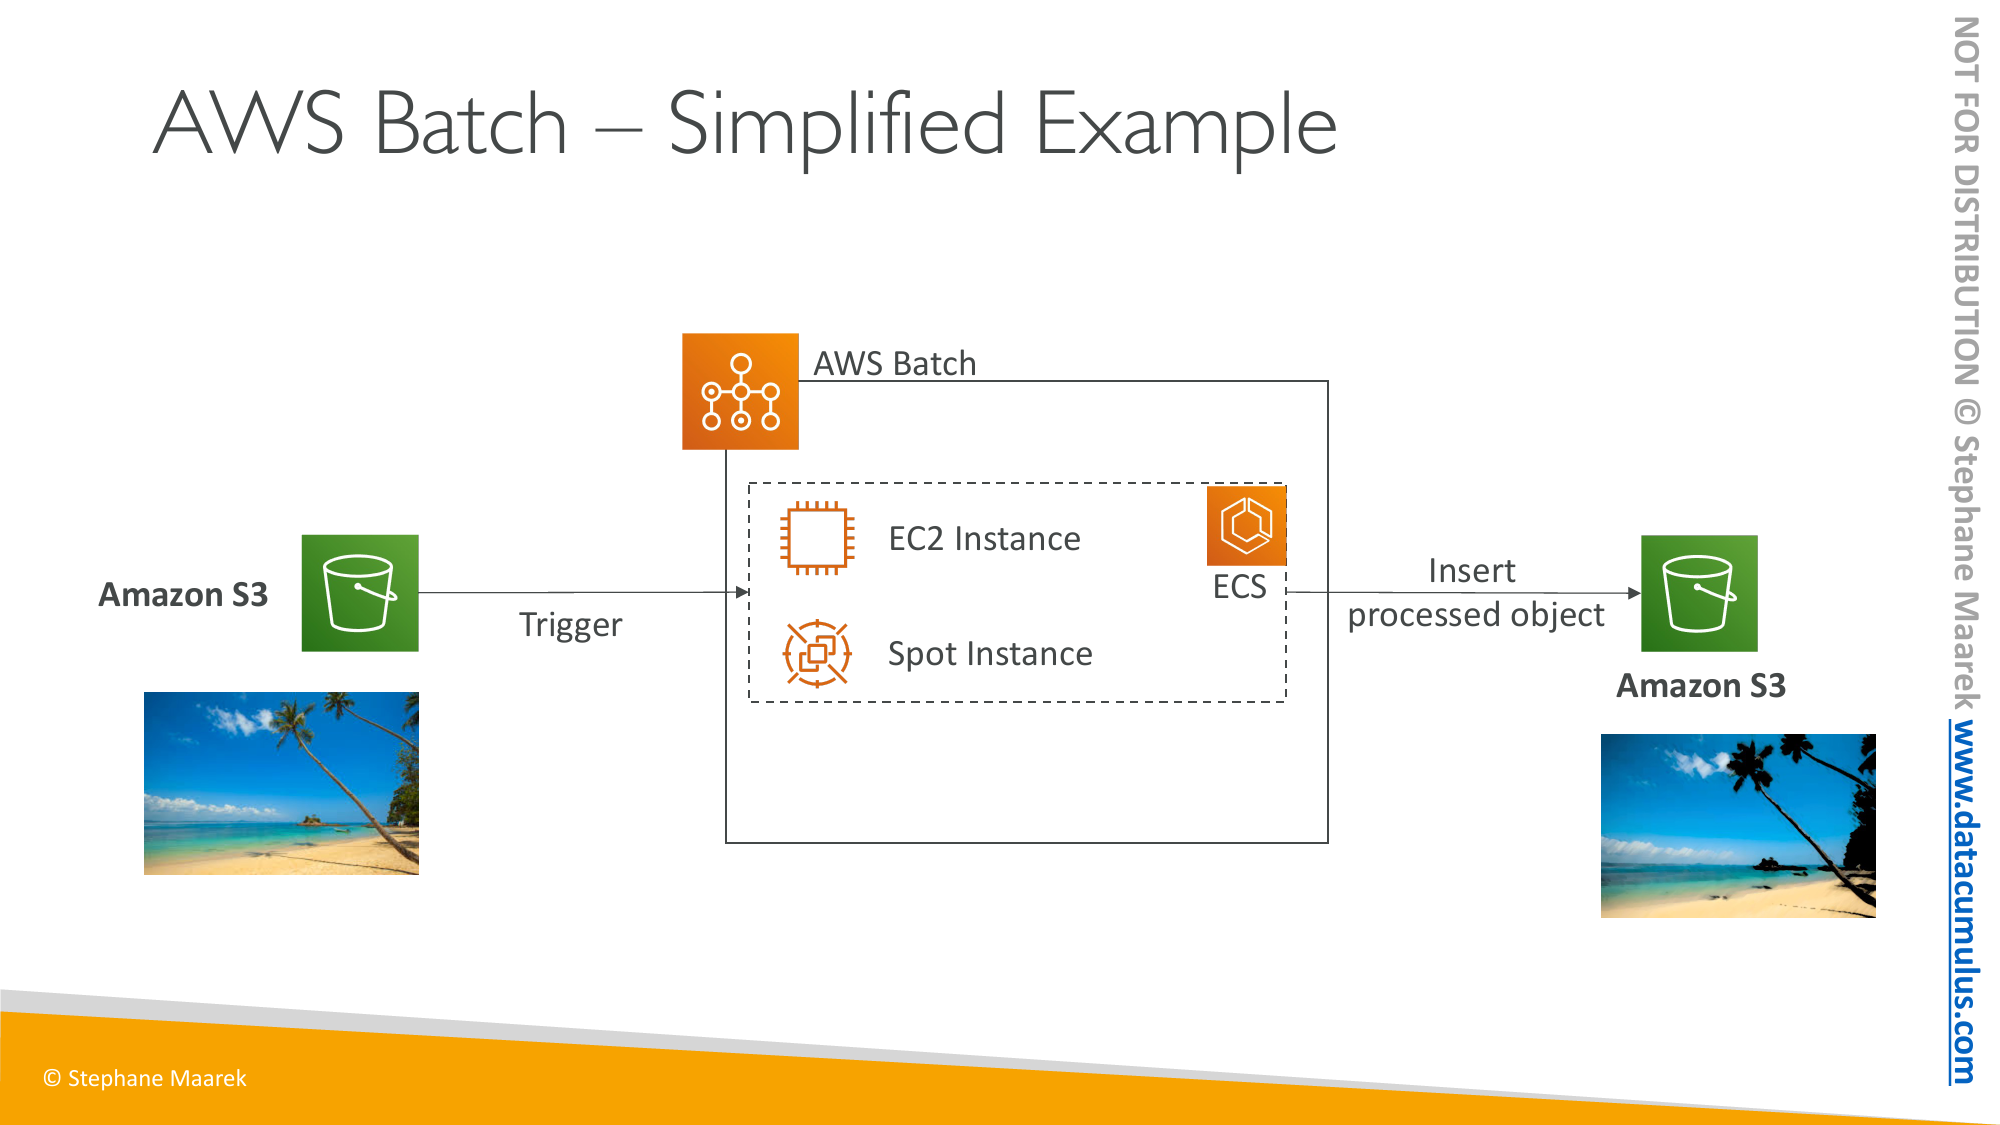 AWS Batch – Simplified Example
AWS Batch
EC2 Instance
ECS
Spot Instance
Amazon S3
Trigger
Insert
processed object
Amazon S3
© Stephane Maarek
NOT FOR DISTRIBUTION © Stephane Maarek www.datacumulus.com